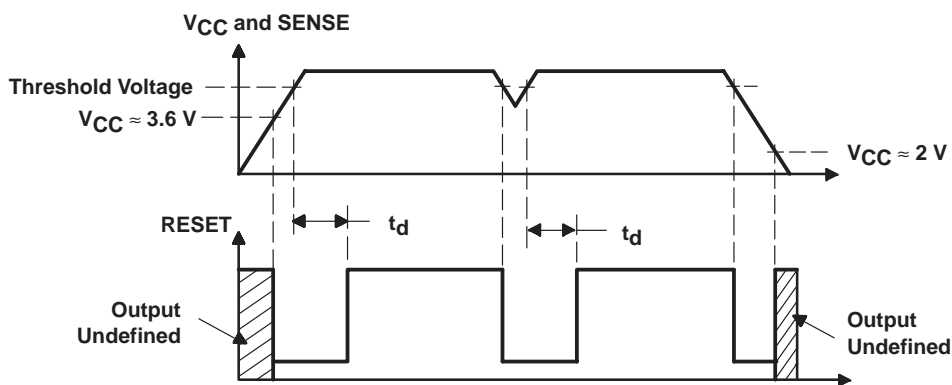 VCC and SENSE
Threshold Voltage
VCC ≈ 3.6 V
VCC ≈ 2 V
RESET
td
td
Output
Undefined
Output
Undefined